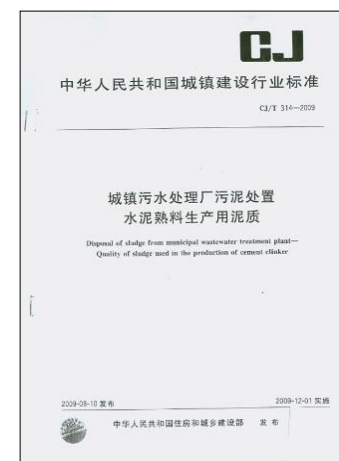 CJ
中华人民共和国城镇建设行业标准
CJ/T 314—2009
城镇污水处理厂污泥处置
水泥熟料生产用泥质
Disposal of sludge from municipal wastewater treatment plant—
Quality of sludge used in the production of cement clinker
2009-08-10 发布
2009-12-01 实施
中华人民共和国住房和城乡建设部 发布